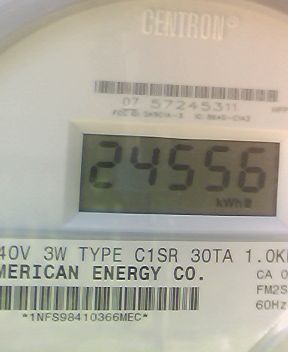 CENTRON®
07 57245311
24556
kWh
40V 3W TYPE C1SR 30TA 1.0K
MERICAN ENERGY CO.
CA 0
FM2S
60Hz
*1NFS98410366MEC*